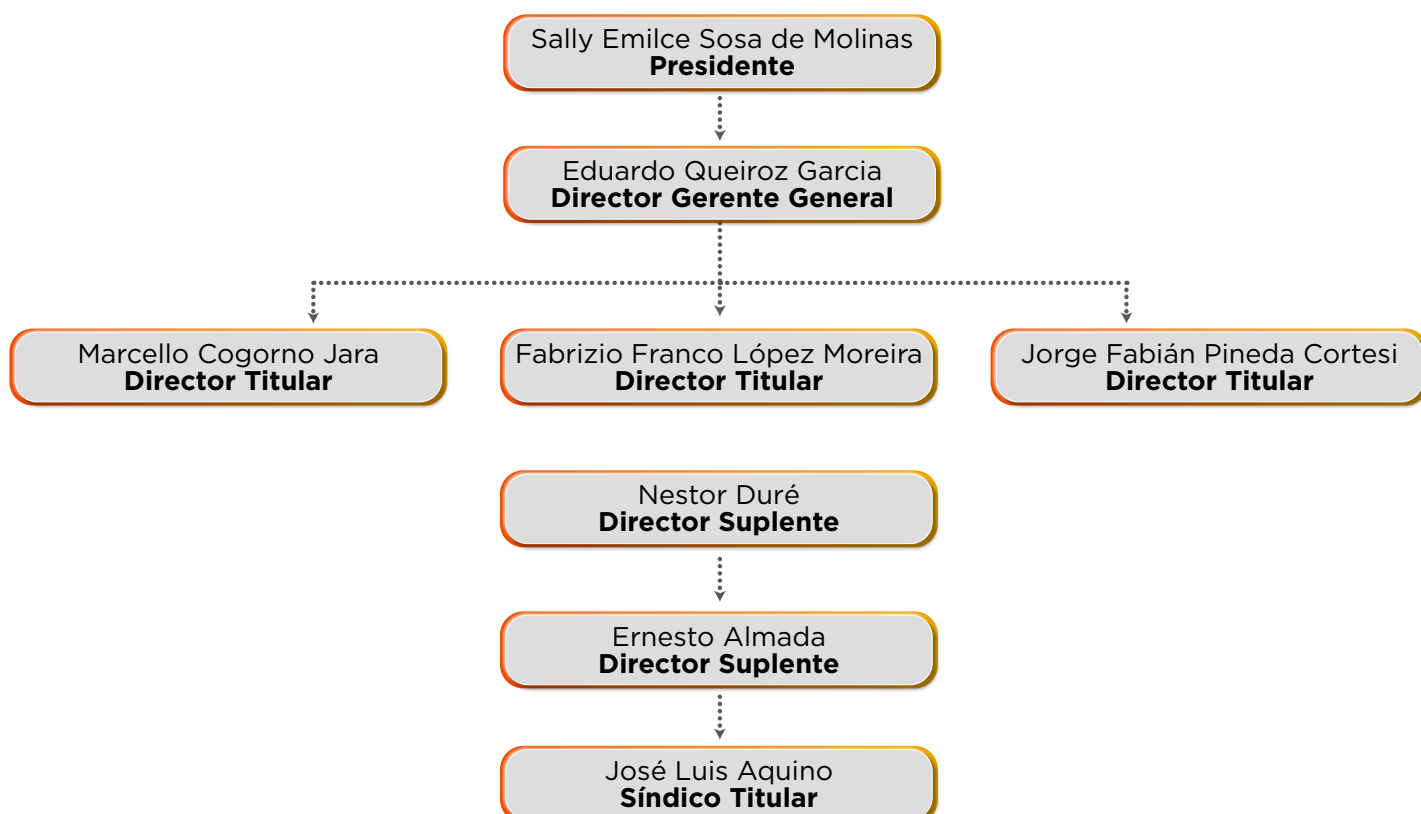 Sally Emilce Sosa de Molinas
Presidente
Eduardo Queiroz Garcia
Director Gerente General
Marcello Cogorno Jara
Director Titular
Fabrizio Franco López Moreira
Director Titular
Jorge Fabián Pineda Cortesi
Director Titular
Nestor Duré
Director Suplente
Ernesto Almada
Director Suplente
José Luis Aquino
Síndico Titular